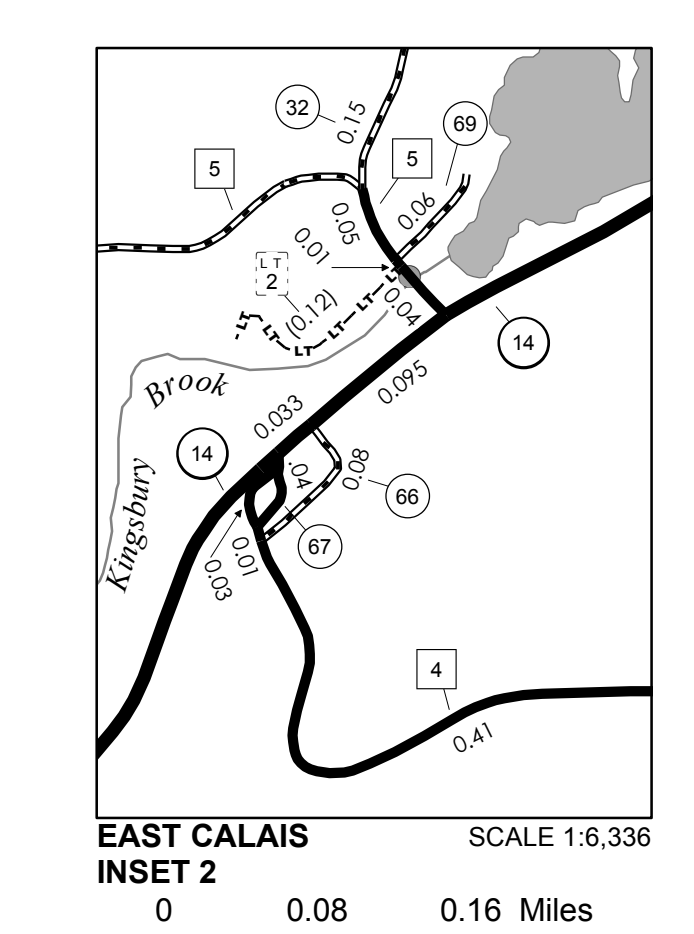 32
0.15
69
5
5
0.06
0.05
0.01
LT
2
(0.12)
LT
LT
LT
LT
LT
LT
0.04
14
0.095
Brook
0.033
14
.04
0.08
66
Kingsbury
67
0.01
0.03
4
0.41
EAST CALAIS
INSET 2
SCALE 1:6,336
0 0.08 0.16 Miles